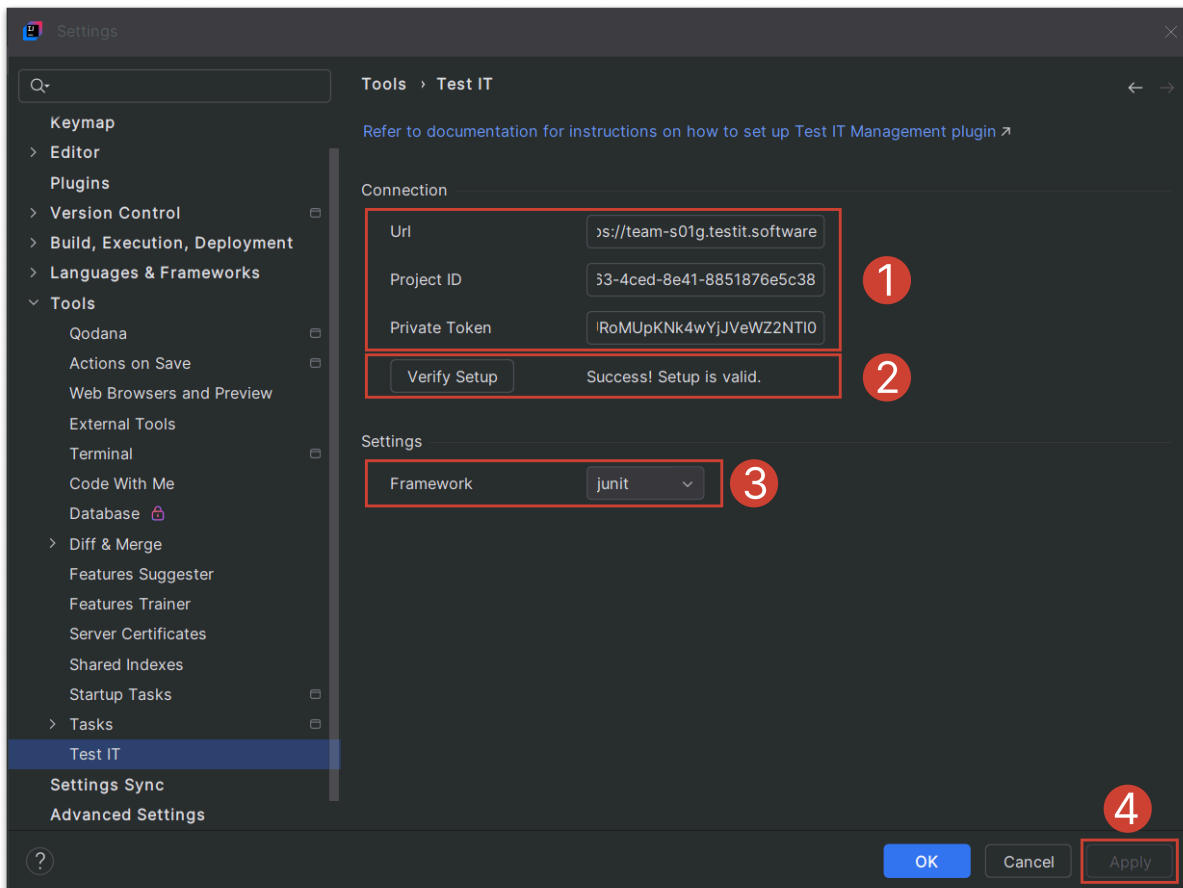 Settings
Tools › Test IT
Refer to documentation for instructions on how to set up Test IT Management plugin ↗
Keymap
Editor
Plugins
Version Control
Build, Execution, Deployment
Languages & Frameworks
Tools
Qodana
Actions on Save
Web Browsers and Preview
External Tools
Terminal
Code With Me
Database
Diff & Merge
Features Suggester
Features Trainer
Server Certificates
Shared Indexes
Startup Tasks
Tasks
Test IT
Settings Sync
Advanced Settings
Connection
Url ps://team-s01g.testit.software
Project ID 63-4ced-8e41-8851876e5c38
1
Private Token RoMUpKNk4wYjJVeWZ2NTI0
Verify Setup Success! Setup is valid.
2
Settings
Framework junit
3
4
?
OK
Cancel
Apply